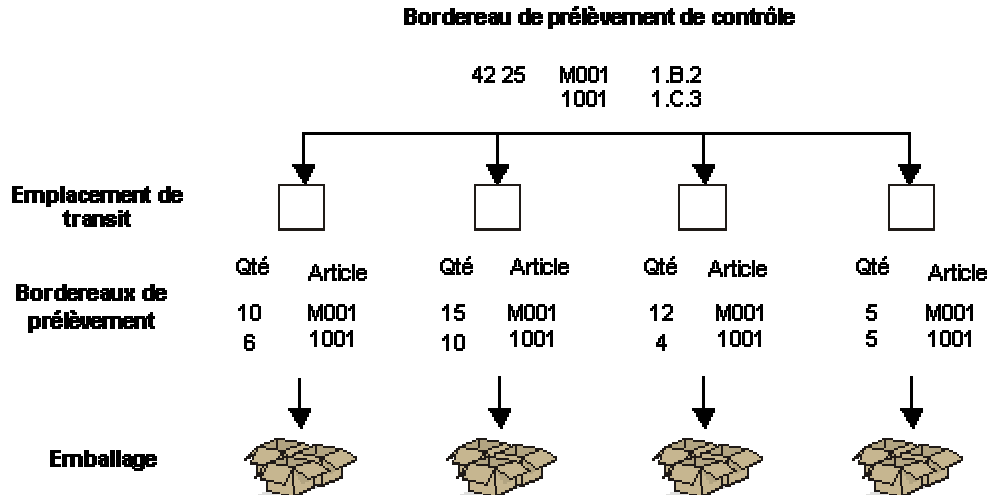 Bordereau de prélèvement de contrôle
42 25 M001 1.B.2
1001 1.C.3
Emplacement de
transit
Qté Article Qté Article Qté Article Qté Article
Bordereaux de
prélèvement
10 M001 15 M001 12 M001 5 M001
6 1001 10 1001 4 1001 5 1001
Emballage